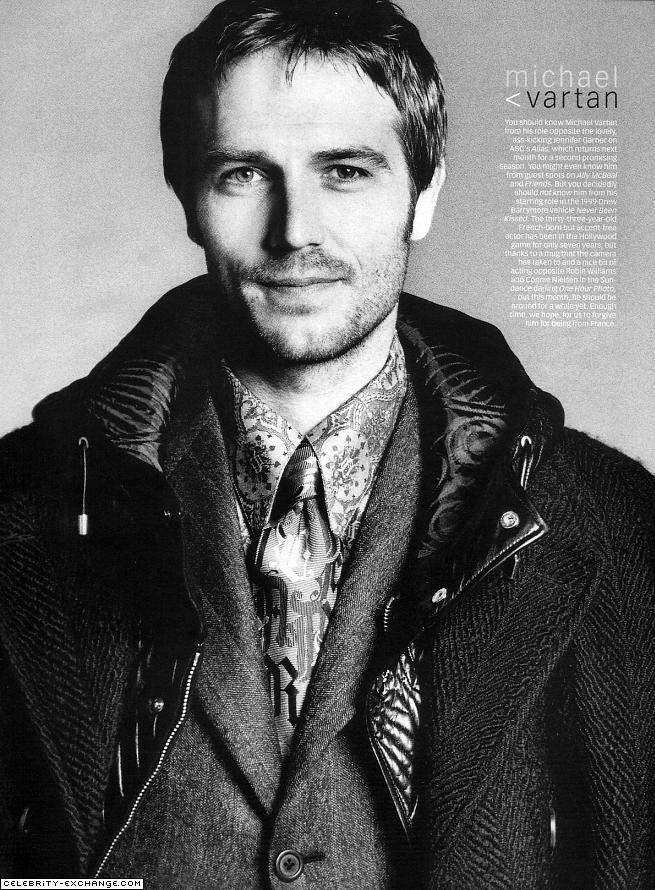 michael
< vartan
You should know Michael Vartan
from his role opposite the lovely,
ass-kicking Jennifer Garner on
ABC's Alias, which returns next
month for a second promising
season. You might even know him
from guest spots on Ally McBeal
and Friends. But you decidedly
should not know him from his
starring role in the 1999 Drew
Barrymore vehicle Never Been
Kissed. The thirty-three-year-old
French-born but accent-free
actor has been in the Hollywood
game for only seven years, but
thanks to a mug that the camera
has taken to and a nice bit of
acting opposite Robin Williams
and Connie Nielsen in the Sun-
dance darling One Hour Photo,
out this month, he should be
around for a while yet. Enough
time, we hope, for us to forgive
him for being from France.
R
CELEBRITY-EXCHANGE.COM